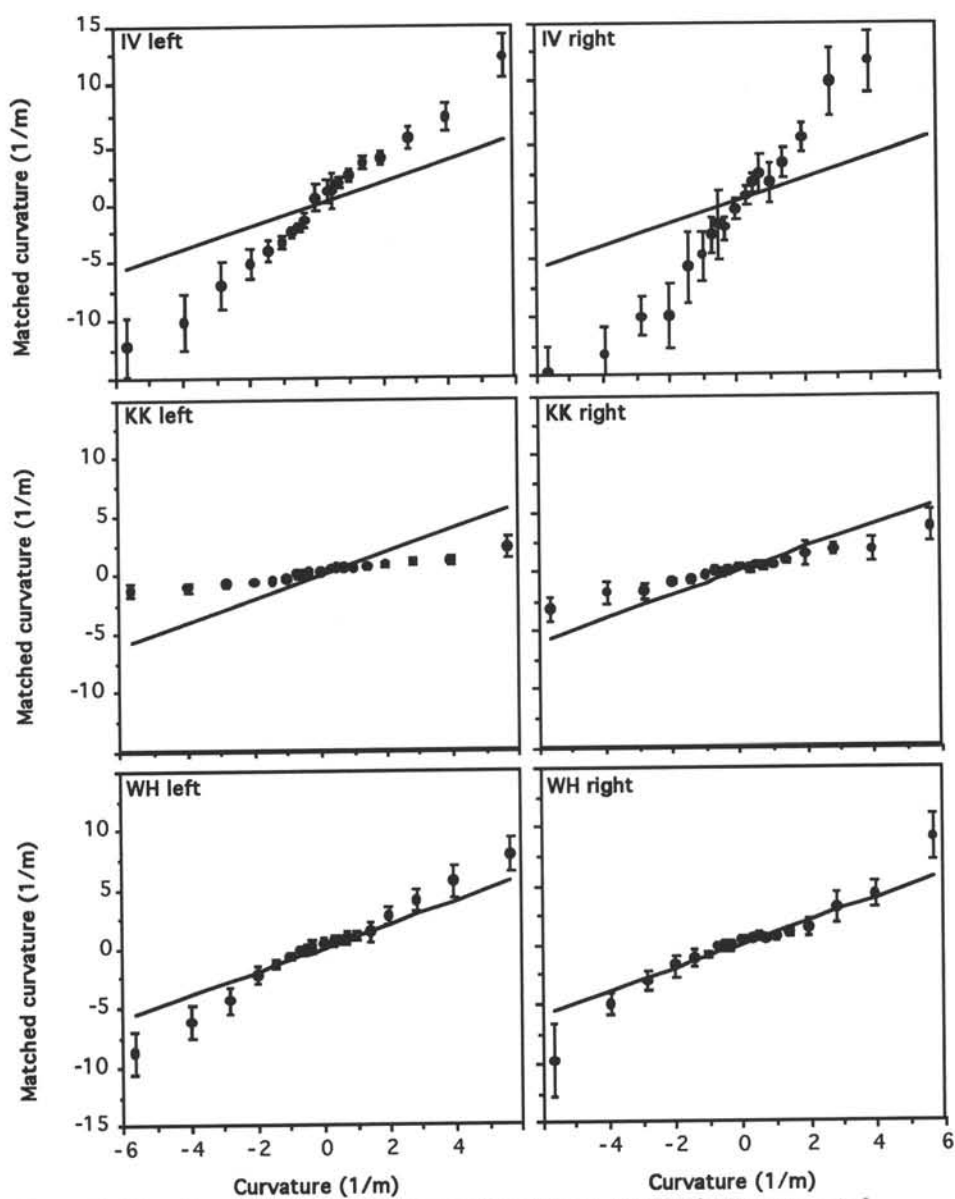 IV left
IV right
15
10
5
0
-5
-10
Matched curvature (1/m)
KK left
KK right
10
5
0
-5
-10
Matched curvature (1/m)
WH left
WH right
10
5
0
-5
-10
-15
Matched curvature (1/m)
-6 -4 -2 0 2 4 -4 -2 0 2 4 6
Curvature (1/m) Curvature (1/m)